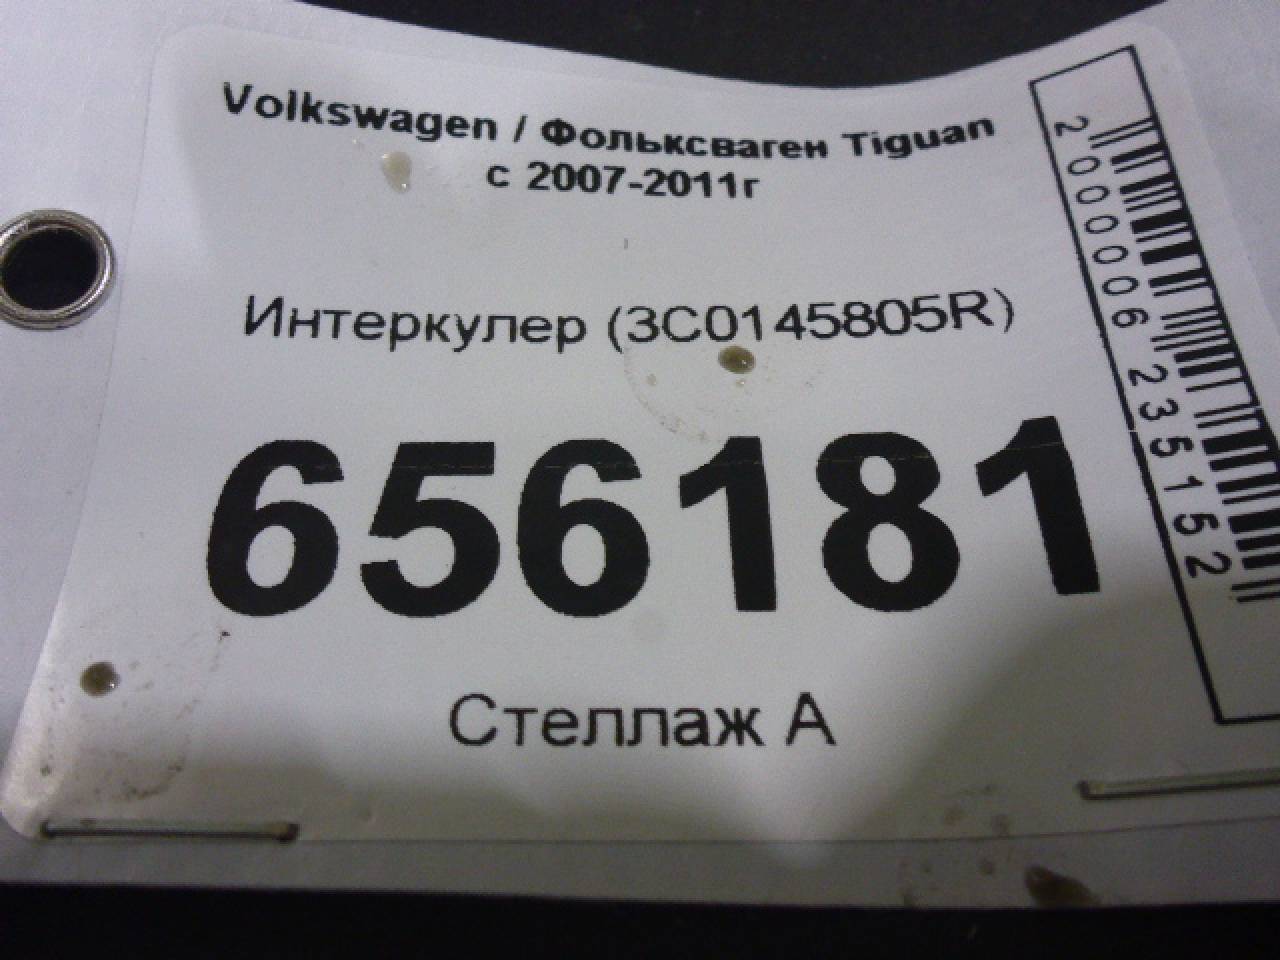 Volkswagen / Фольксваген Tiguan
с 2007-2011г
Интеркулер (3C0145805R)
656181
Стеллаж А
2000006235152